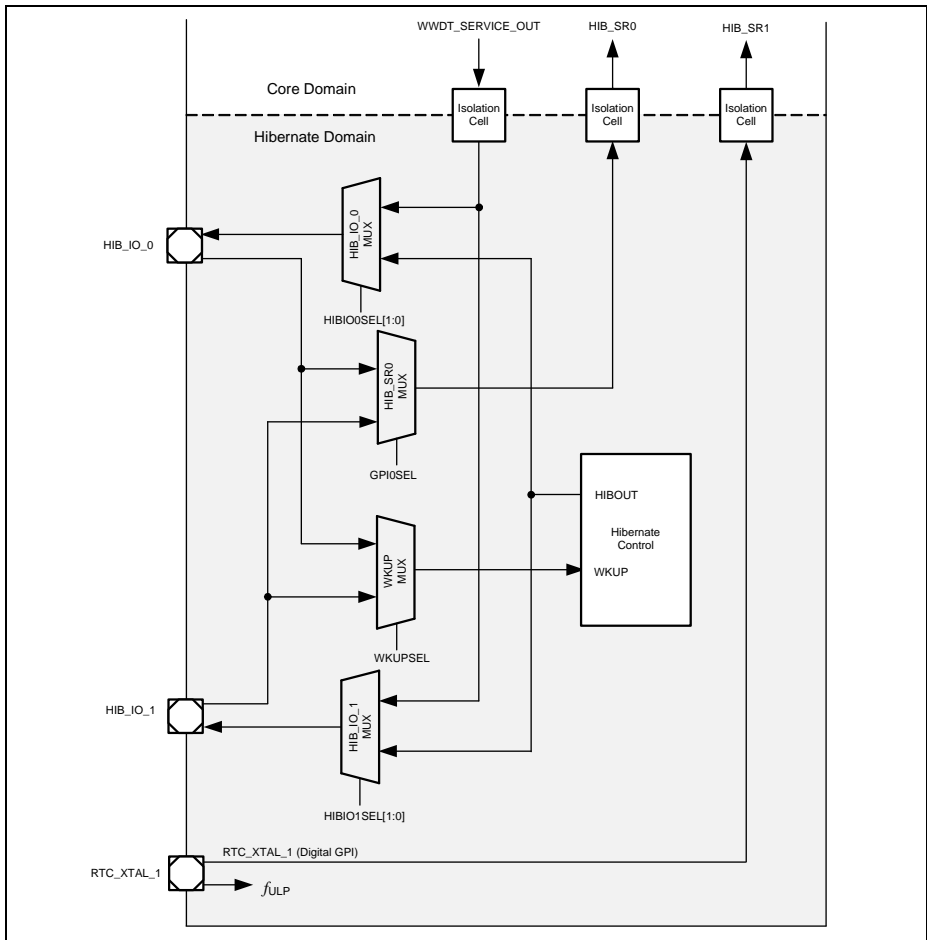 WWDT_SERVICE_OUT
HIB_SR0
HIB_SR1
Core Domain
Isolation
Cell
Isolation
Cell
Isolation
Cell
Hibernate Domain
HIB_IO_0
MUX
HIB_IO_0
HIBIO0SEL[1:0]
HIB_SR0
MUX
GPI0SEL
HIBOUT
Hibernate
Control
WKUP
WKUP
MUX
WKUPSEL
HIB_IO_1
HIB_IO_1
MUX
HIBIO1SEL[1:0]
RTC_XTAL_1 (Digital GPI)
RTC_XTAL_1
fULP